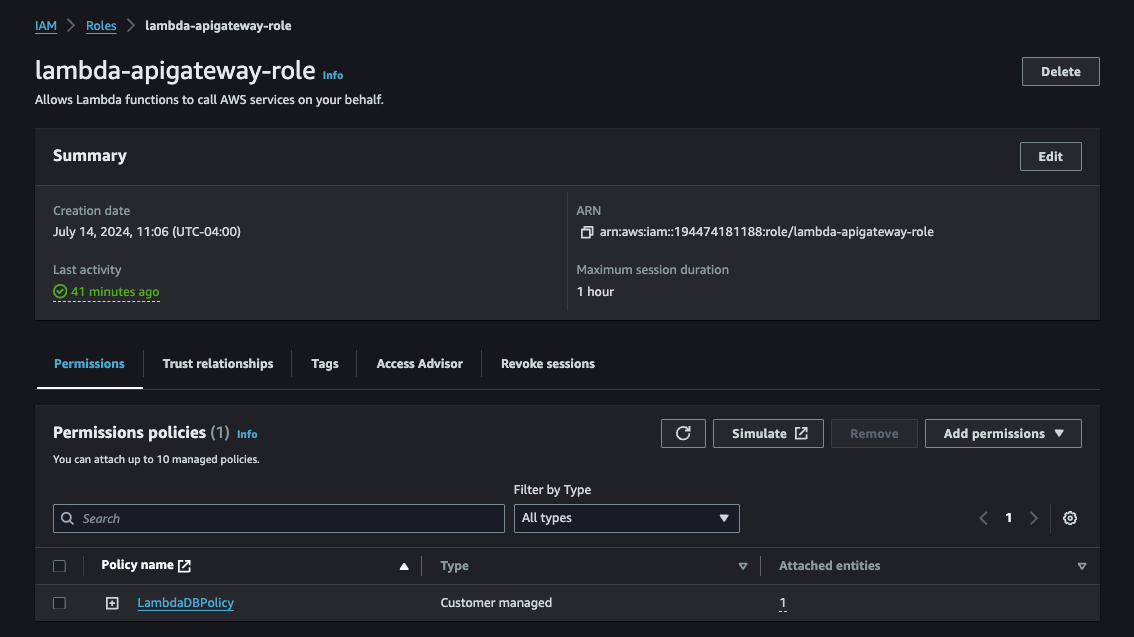 IAM > Roles > lambda-apigateway-role
lambda-apigateway-role Info
Delete
Allows Lambda functions to call AWS services on your behalf.
Summary
Edit
Creation date
July 14, 2024, 11:06 (UTC-04:00)
ARN
arn:aws:iam::194474181188:role/lambda-apigateway-role
Last activity
41 minutes ago
Maximum session duration
1 hour
Permissions
Trust relationships
Tags
Access Advisor
Revoke sessions
Permissions policies (1) Info
You can attach up to 10 managed policies.
Simulate
Remove
Add permissions
Filter by Type
Search
All types
1
Policy name
Type
Attached entities
LambdaDBPolicy
Customer managed
1